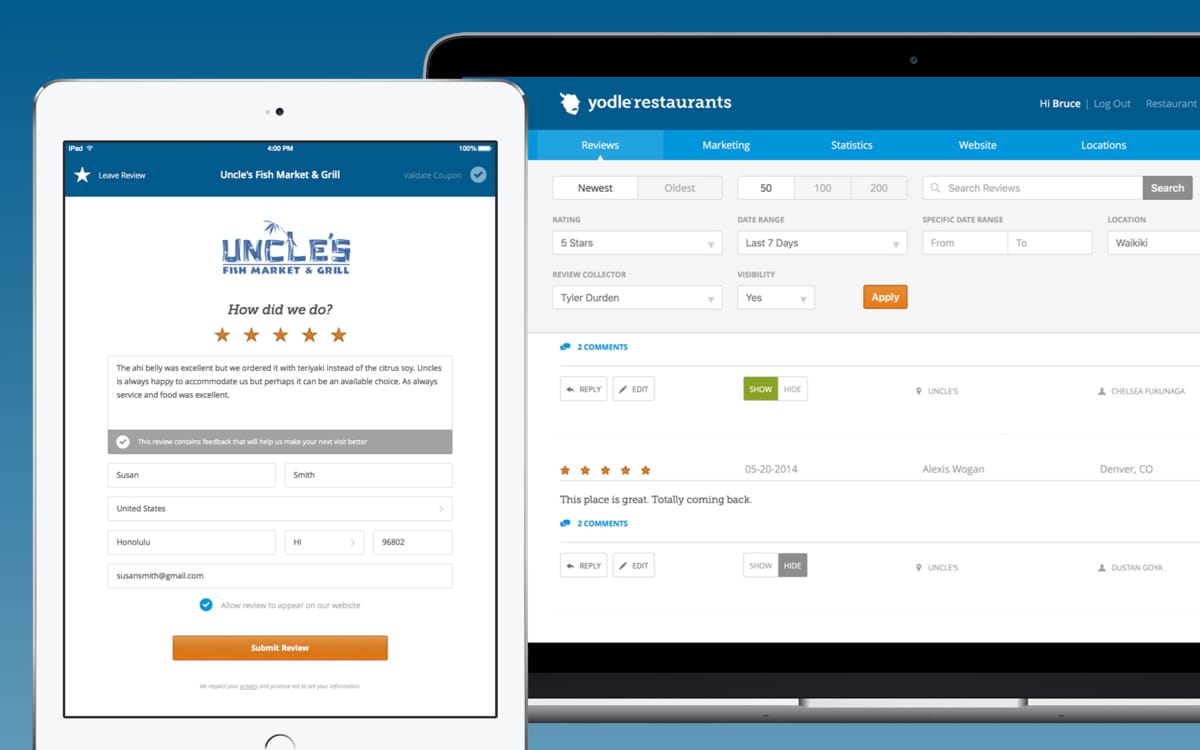 iPad
4:00 PM
100%
Leave Review
Uncle's Fish Market & Grill
Validate Coupon
UNCLE'S
FISH MARKET & GRILL
How did we do?
The ahi belly was excellent but we ordered it with teriyaki instead of the citrus soy. Uncles
is always happy to accommodate us but perhaps it can be an available choice. As always
service and food was excellent.
This review contains feedback that will help us make your next visit better
Susan
Smith
United States
Honolulu
HI
96802
susansmith@gmail.com
Allow review to appear on our website
Submit Review
We respect your privacy and promise not to sell your information.
yodle restaurants
Hi Bruce | Log Out
Restaurant
Reviews
Marketing
Statistics
Website
Locations
Newest
Oldest
50
100
200
Search Reviews
Search
RATING
DATE RANGE
SPECIFIC DATE RANGE
LOCATION
5 Stars
Last 7 Days
From
To
Waikiki
REVIEW COLLECTOR
VISIBILITY
Tyler Durden
Yes
Apply
2 COMMENTS
REPLY
EDIT
SHOW
HIDE
UNCLE'S
CHELSEA FUKUNAGA
05-20-2014
Alexis Wogan
Denver, CO
This place is great. Totally coming back.
2 COMMENTS
REPLY
EDIT
SHOW
HIDE
UNCLE'S
DUSTAN GOYA